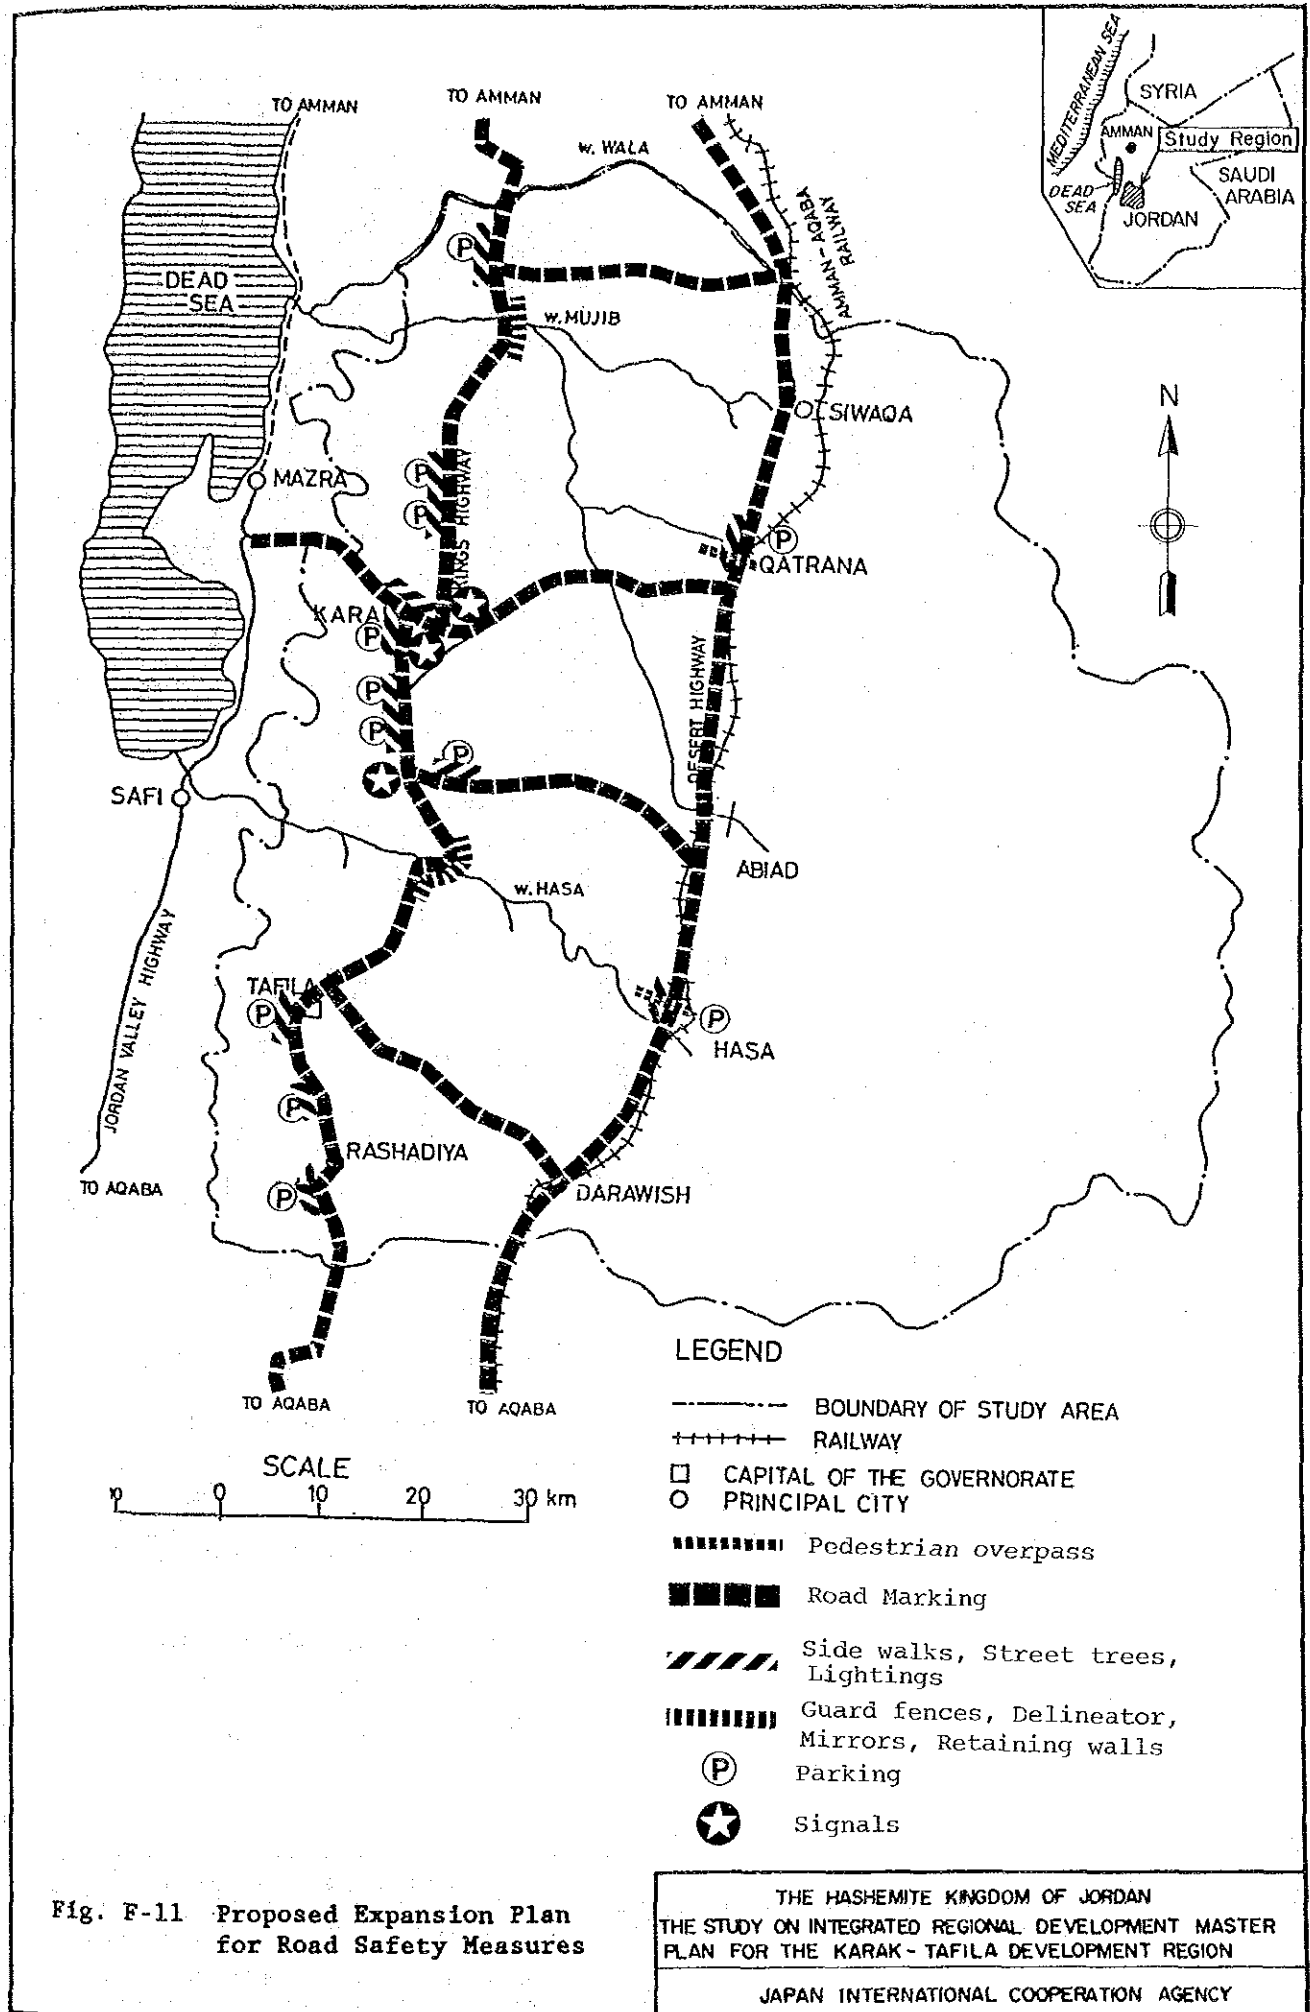 MEDITERRANEAN SEA
SYRIA
AMMAN
Study Region
SAUDI
ARABIA
DEAD
SEA
JORDAN
TO AMMAN
TO AMMAN
TO AMMAN
W. WALA
AMMAN-AQABA
RAILWAY
DEAD
SEA
W. MUJIB
SIWAQA
N
MAZRA
KINGS HIGHWAY
P
P
P
P
QATRANA
KARA
P
DESERT HIGHWAY
P
P
P
SAFI
ABIAD
W. HASA
JORDAN VALLEY HIGHWAY
TAFILA
P
P
HASA
P
RASHADIYA
P
TO AQABA
DARAWISH
TO AQABA
TO AQABA
LEGEND
BOUNDARY OF STUDY AREA
RAILWAY
CAPITAL OF THE GOVERNORATE
PRINCIPAL CITY
SCALE
10 0 10 20 30 km
Pedestrian overpass
Road Marking
Side walks, Street trees,
Lightings
Guard fences, Delineator,
Mirrors, Retaining walls
P Parking
Signals
Fig. F-11 Proposed Expansion Plan
for Road Safety Measures
THE HASHEMITE KINGDOM OF JORDAN
THE STUDY ON INTEGRATED REGIONAL DEVELOPMENT MASTER
PLAN FOR THE KARAK-TAFILA DEVELOPMENT REGION
JAPAN INTERNATIONAL COOPERATION AGENCY